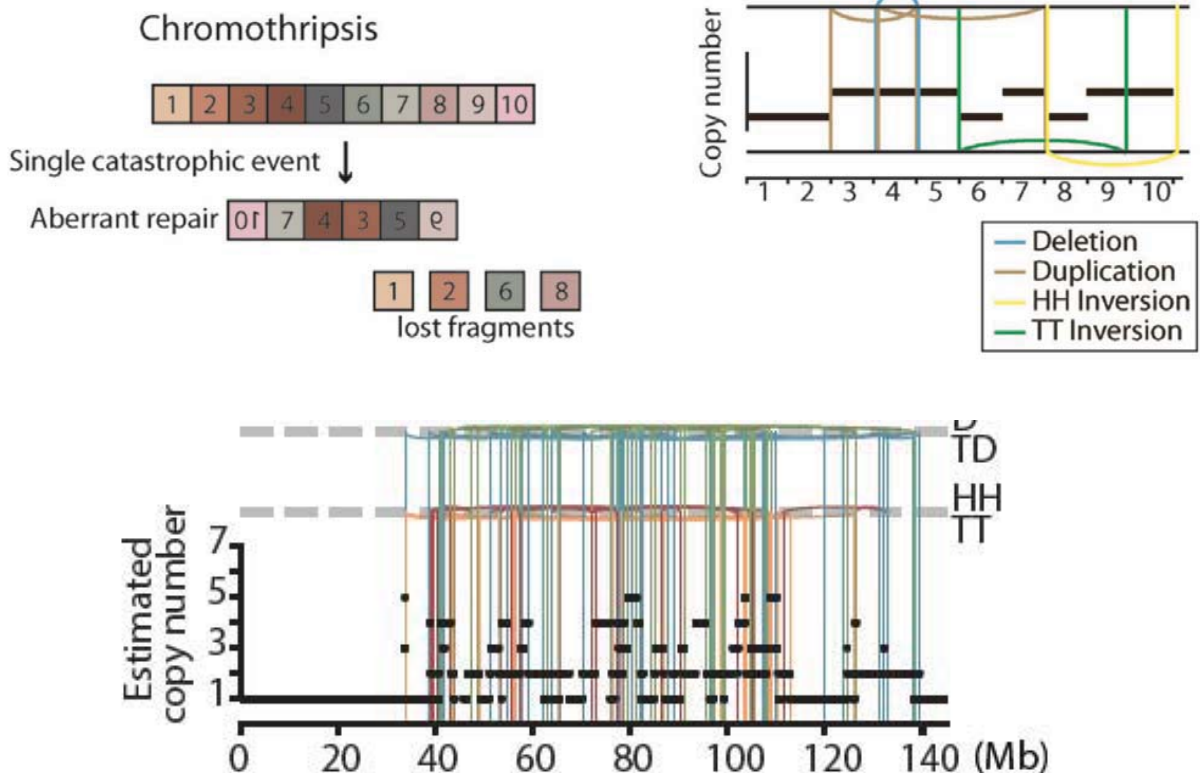 Chromothripsis
1 2 3 4 5 6 7 8 9 10
Single catastrophic event
Aberrant repair 10 7 4 3 5 9
1 2 6 8
lost fragments
Copy number
1 2 3 4 5 6 7 8 9 10
Deletion
Duplication
HH Inversion
TT Inversion
TD
HH
TT
Estimated
copy number
7
5
3
1
0 20 40 60 80 100 120 140 (Mb)